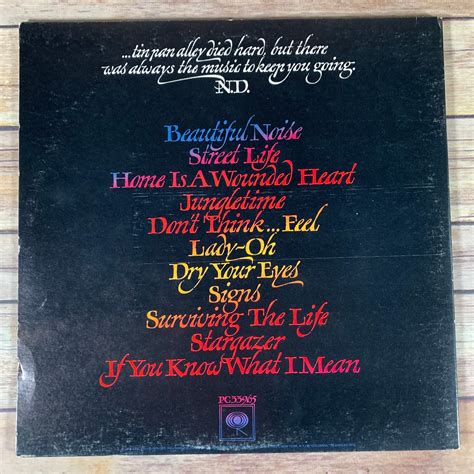 ...tin pan alley died hard, but there
was always the music to keep you going.
N.D.
Beautiful Noise
Street Life
Home Is A Wounded Heart
Jungletime
Don't Think...Feel
Lady-Oh
Dry Your Eyes
Signs
Surviving The Life
Stargazer
If You Know What I Mean
PC33965